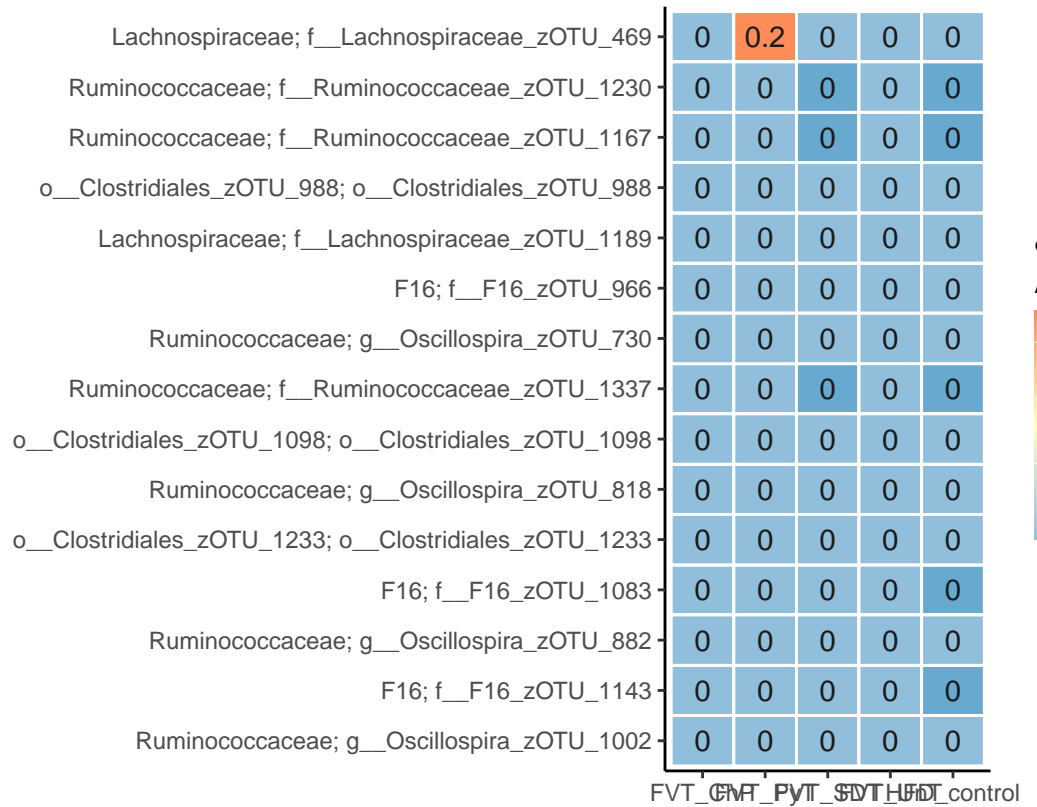 Lachnospiraceae; f__Lachnospiraceae_zOTU_469 0 0.2 0 0 0
Ruminococcaceae; f__Ruminococcaceae_zOTU_1230 0 0 0 0 0
Ruminococcaceae; f__Ruminococcaceae_zOTU_1167 0 0 0 0 0
o__Clostridiales_zOTU_988; o__Clostridiales_zOTU_988 0 0 0 0 0
Lachnospiraceae; f__Lachnospiraceae_zOTU_1189 0 0 0 0 0
F16; f__F16_zOTU_966 0 0 0 0 0
Ruminococcaceae; g__Oscillospira_zOTU_730 0 0 0 0 0
Ruminococcaceae; f__Ruminococcaceae_zOTU_1337 0 0 0 0 0
o__Clostridiales_zOTU_1098; o__Clostridiales_zOTU_1098 0 0 0 0 0
Ruminococcaceae; g__Oscillospira_zOTU_818 0 0 0 0 0
o__Clostridiales_zOTU_1233; o__Clostridiales_zOTU_1233 0 0 0 0 0
F16; f__F16_zOTU_1083 0 0 0 0 0
Ruminococcaceae; g__Oscillospira_zOTU_882 0 0 0 0 0
F16; f__F16_zOTU_1143 0 0 0 0 0
Ruminococcaceae; g__Oscillospira_zOTU_1002 0 0 0 0 0